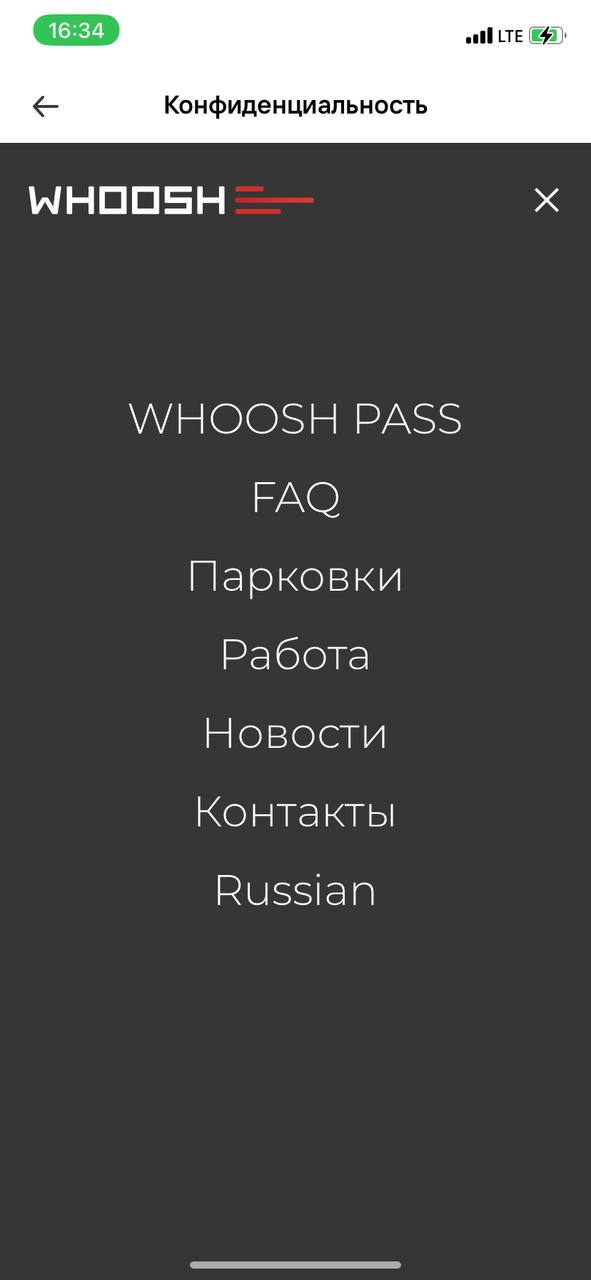 16:34
LTE
Конфиденциальность
WHOOSH
WHOOSH PASS
FAQ
Парковки
Работа
Новости
Контакты
Russian